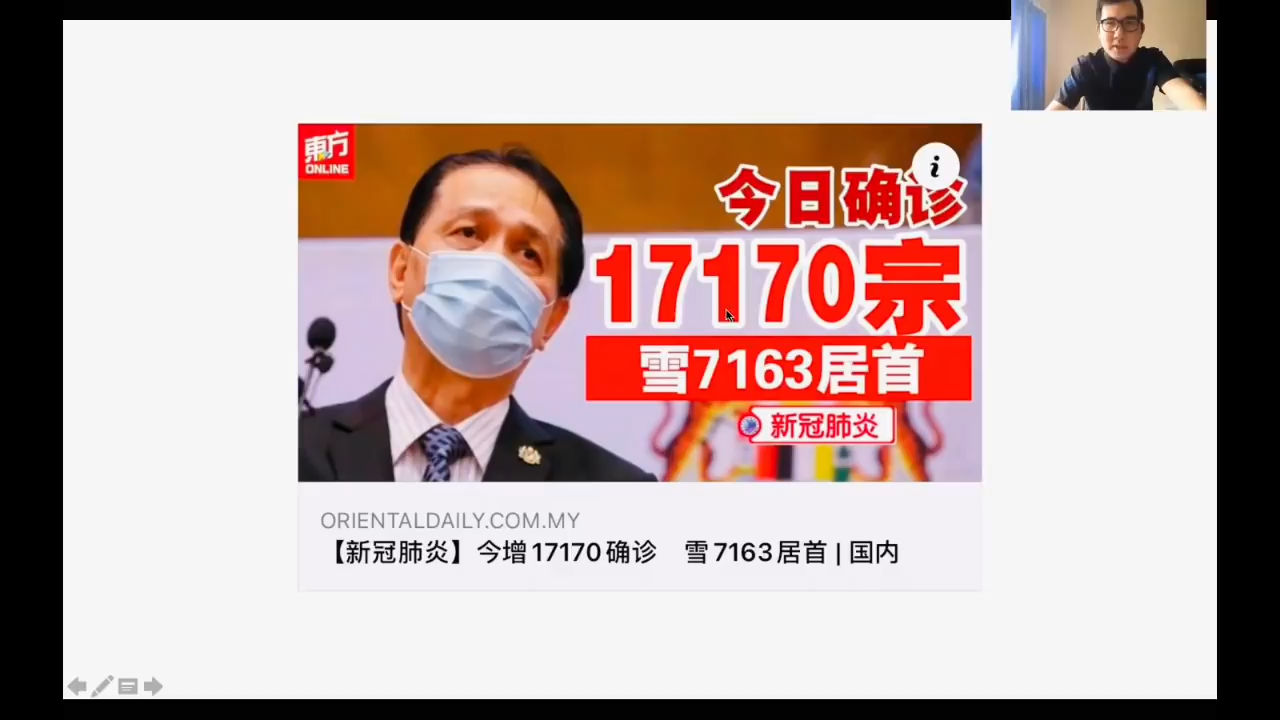 東方
ONLINE
今日确诊
17170宗
雪7163居首
新冠肺炎
ORIENTALDAILY.COM.MY
【新冠肺炎】今增17170确诊 雪7163居首 | 国内